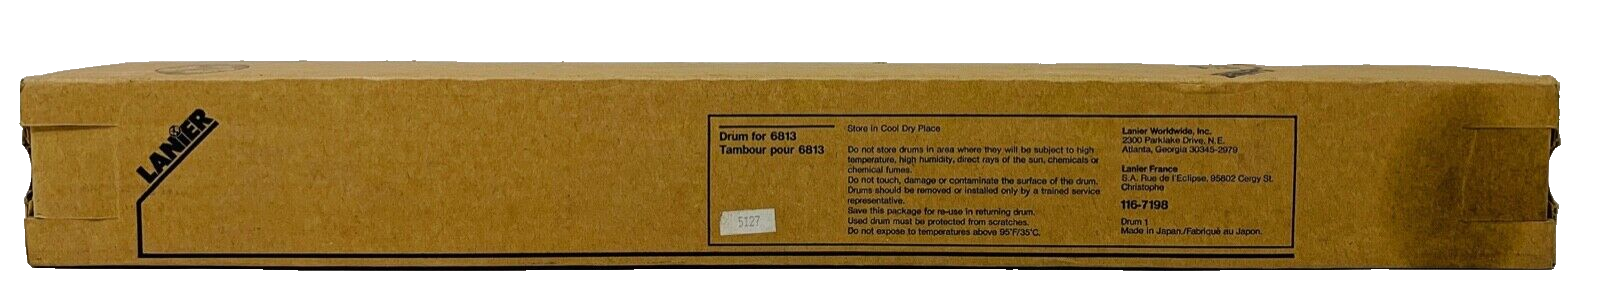 LANIER
Drum for 6813
Tambour pour 6813
5127
Store in Cool Dry Place
Do not store drums in area where they will be subject to high
temperature, high humidity, direct rays of the sun, chemicals or
chemical fumes.
Do not touch, damage or contaminate the surface of the drum.
Drums should be removed or installed only by a trained service
representative.
Save this package for re-use in returning drum.
Used drum must be protected from scratches.
Do not expose to temperatures above 95°F/35°C.
Lanier Worldwide, Inc.
2300 Parklake Drive, N.E.
Atlanta, Georgia 30345-2979
Lanier France
S.A. Rue de l'Eclipse, 95802 Cergy St.
Christophe
116-7198
Drum 1
Made in Japan./Fabriqué au Japon.